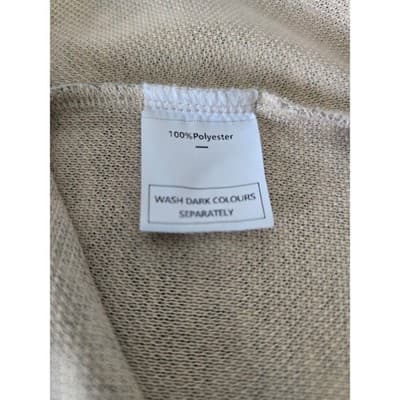 100%Polyester
—
WASH DARK COLOURS
SEPARATELY